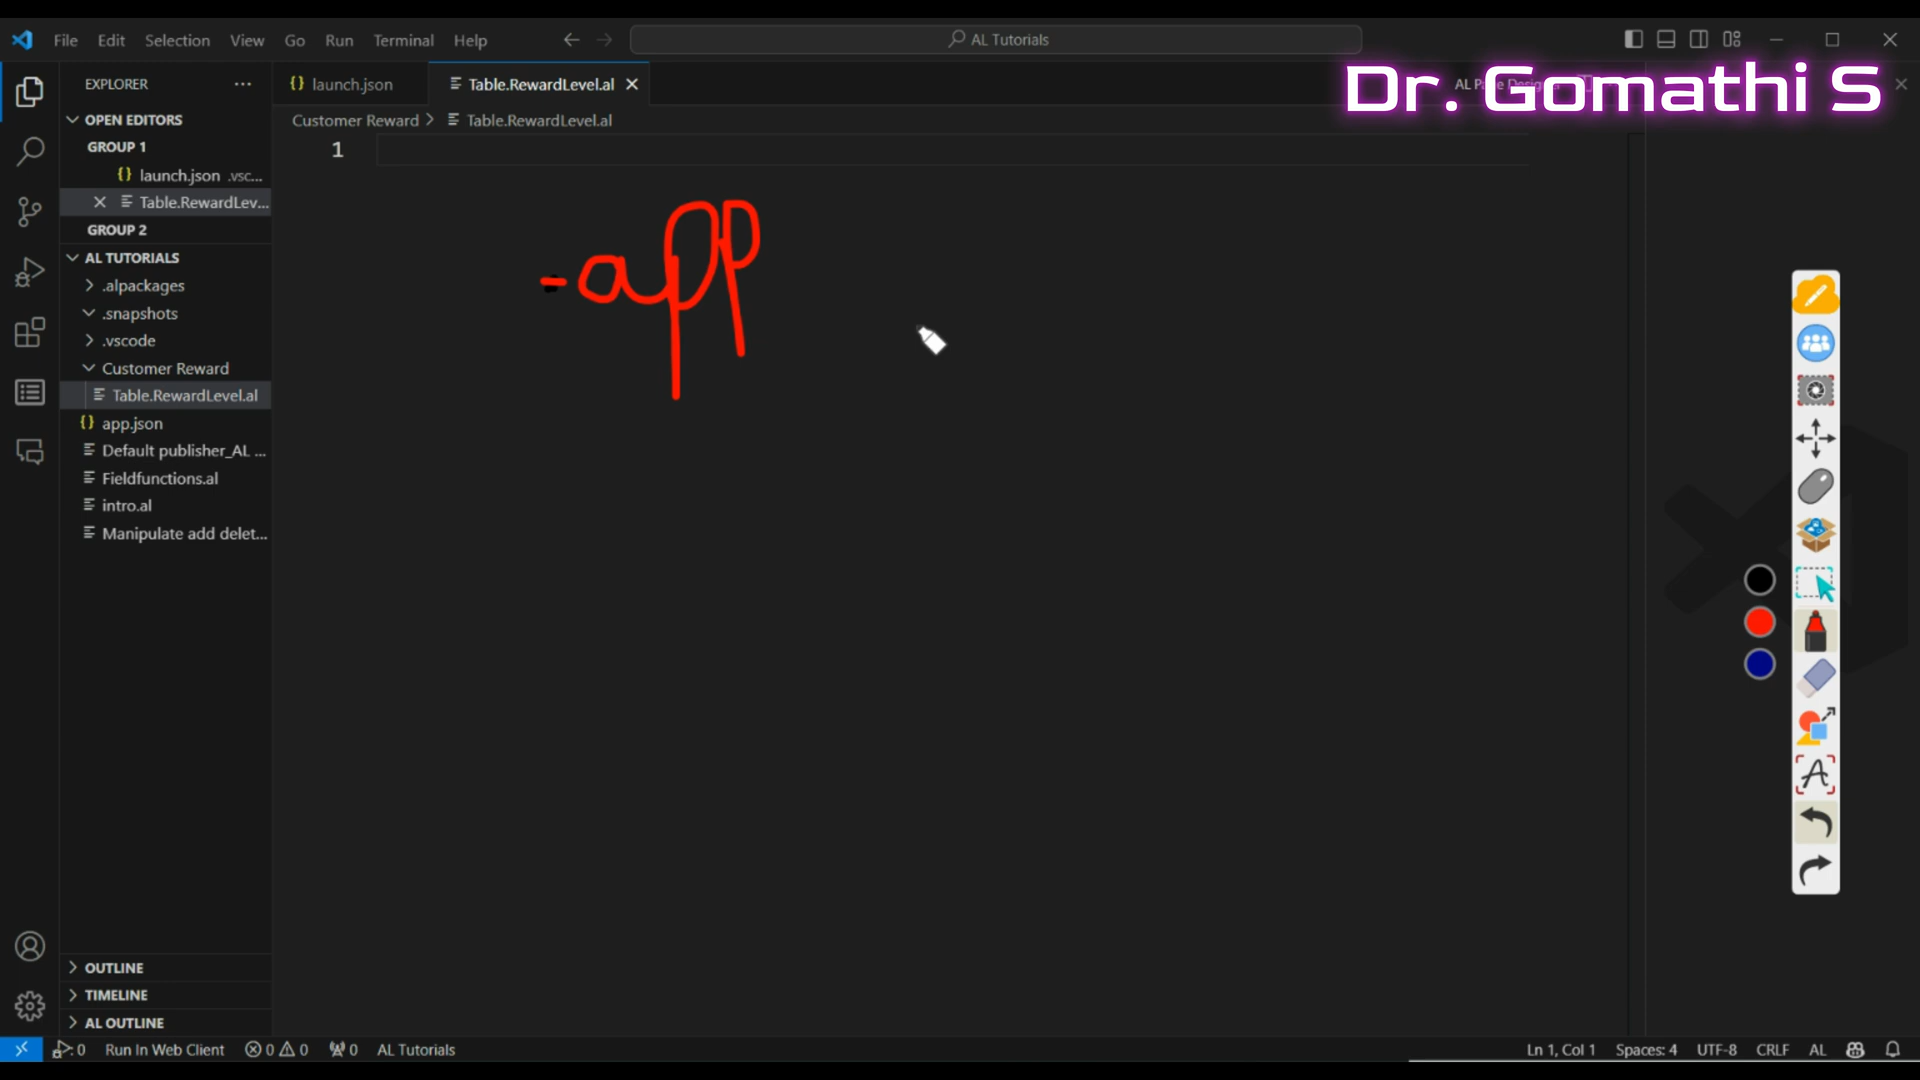 File Edit Selection View Go Run Terminal Help
AL Tutorials
Dr. Gomathi S
EXPLORER
launch.json
Table.RewardLevel.al
OPEN EDITORS
Customer Reward > Table.RewardLevel.al
GROUP 1
1
launch.json .vsc...
Table.RewardLev...
GROUP 2
-app
AL TUTORIALS
.alpackages
.snapshots
.vscode
Customer Reward
Table.RewardLevel.al
app.json
Default publisher_AL ...
Fieldfunctions.al
intro.al
Manipulate add delet...
OUTLINE
TIMELINE
AL OUTLINE
0 Run In Web Client 0 0 0 AL Tutorials
Ln 1, Col 1 Spaces: 4 UTF-8 CRLF AL